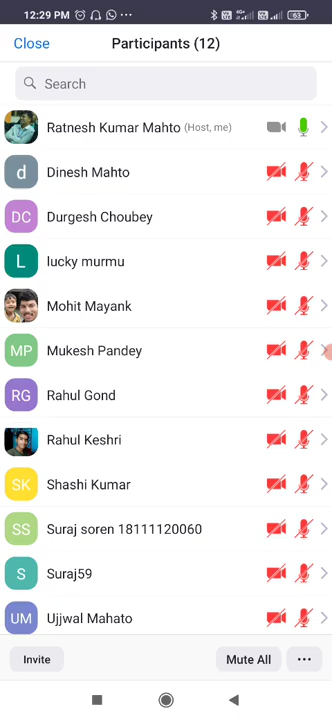 12:29 PM ... 4G+ 63
Close Participants (12)
Search
Ratnesh Kumar Mahto (Host, me)
d Dinesh Mahto
DC Durgesh Choubey
L lucky murmu
Mohit Mayank
MP Mukesh Pandey
RG Rahul Gond
Rahul Keshri
SK Shashi Kumar
SS Suraj soren 18111120060
S Suraj59
UM Ujjwal Mahato
Invite Mute All ...